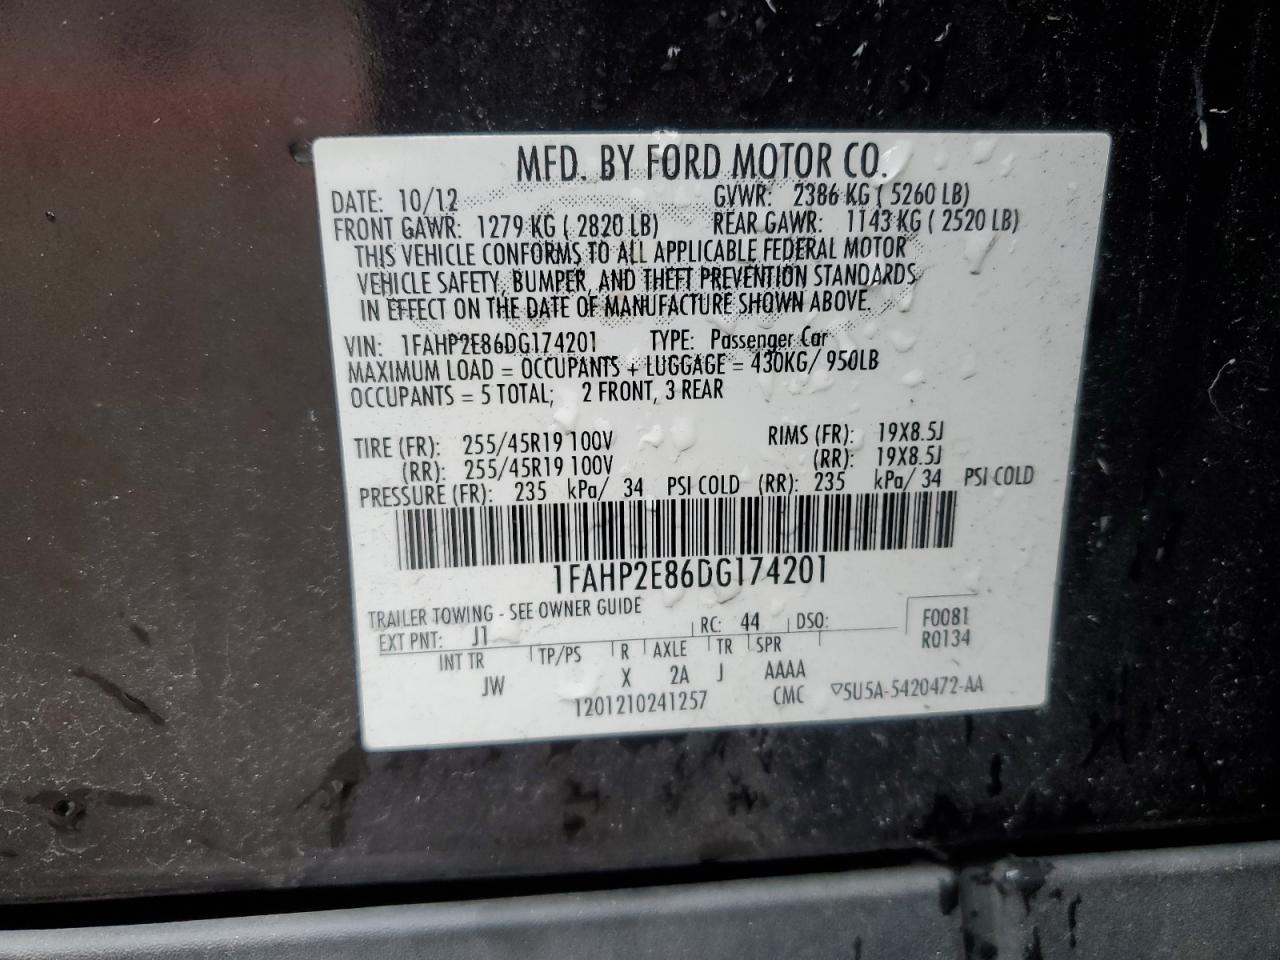 MFD. BY FORD MOTOR CO.
DATE: 10/12 GVWR: 2386 KG ( 5260 LB)
FRONT GAWR: 1279 KG ( 2820 LB) REAR GAWR: 1143 KG ( 2520 LB)
THIS VEHICLE CONFORMS TO ALL APPLICABLE FEDERAL MOTOR
VEHICLE SAFETY, BUMPER, AND THEFT PREVENTION STANDARDS
IN EFFECT ON THE DATE OF MANUFACTURE SHOWN ABOVE.
VIN: 1FAHP2E86DG174201 TYPE: Passenger Car
MAXIMUM LOAD = OCCUPANTS + LUGGAGE = 430KG/ 950LB
OCCUPANTS = 5 TOTAL; 2 FRONT, 3 REAR
TIRE (FR): 255/45R19 100V RIMS (FR): 19X8.5J
(RR): 255/45R19 100V (RR): 19X8.5J
PRESSURE (FR): 235 kPa/ 34 PSI COLD (RR): 235 kPa/ 34 PSI COLD
1FAHP2E86DG174201
TRAILER TOWING - SEE OWNER GUIDE
EXT PNT: J1 RC: 44 DSO: F0081
R0134
INT TR TP/PS R AXLE TR SPR
JW X 2A J AAAA
1201210241257 CMC ▽5U5A-5420472-AA